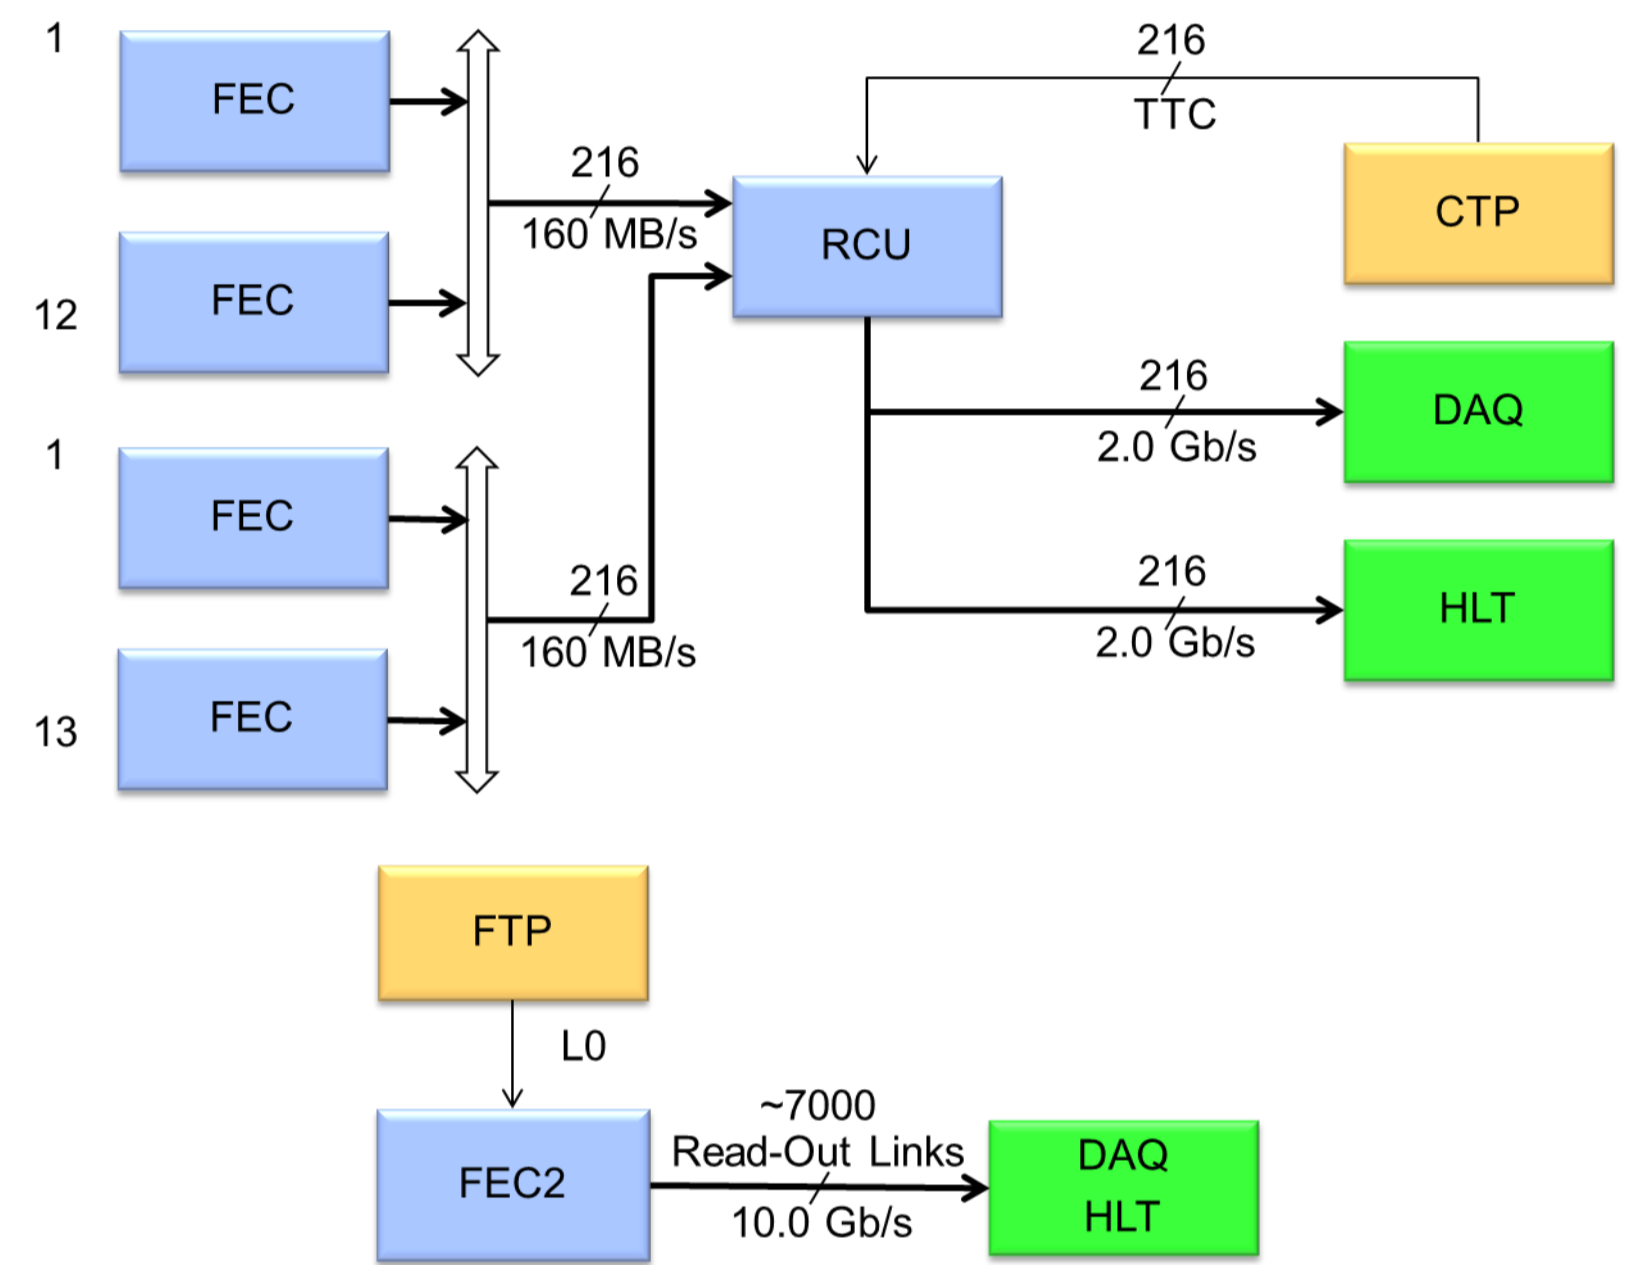 1
FEC
12
FEC
216
160 MB/s
216
TTC
RCU
CTP
216
2.0 Gb/s
DAQ
1
FEC
13
FEC
216
160 MB/s
216
2.0 Gb/s
HLT
FTP
L0
FEC2
~7000
Read-Out Links
10.0 Gb/s
DAQ
HLT